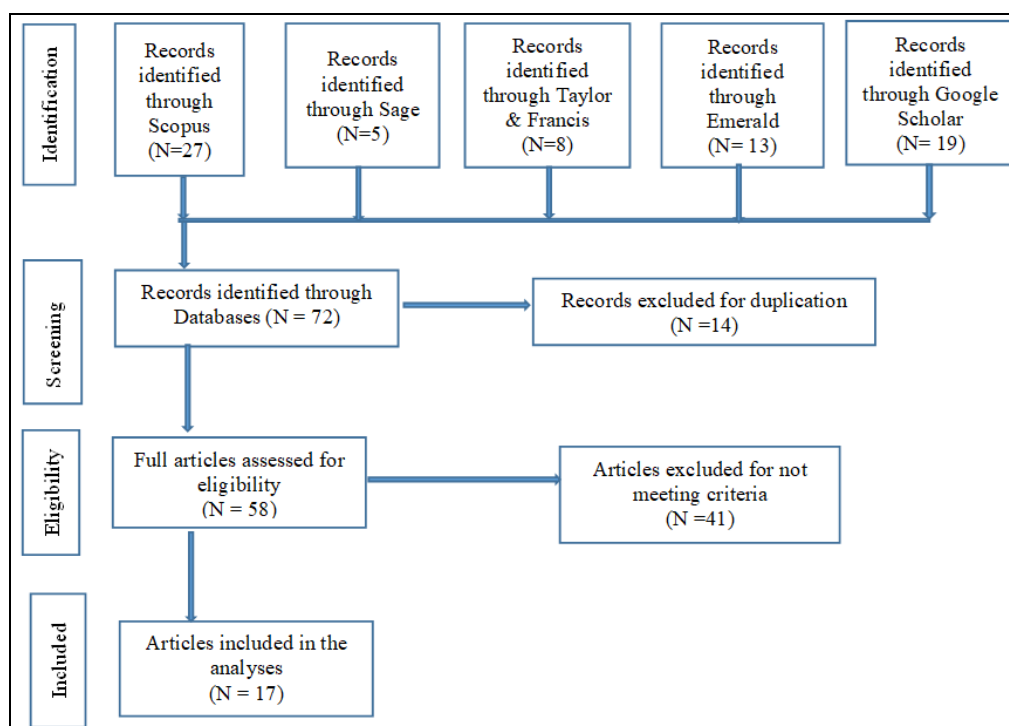 Identification
Records
identified
through
Scopus
(N=27)
Records
identified
through Sage
(N=5)
Records
identified
through Taylor
& Francis
(N=8)
Records
identified
through
Emerald
(N= 13)
Records
identified
through Google
Scholar
(N= 19)
Screening
Records identified through
Databases (N = 72)
Records excluded for duplication
(N =14)
Eligibility
Full articles assessed for
eligibility
(N = 58)
Articles excluded for not
meeting criteria
(N =41)
Included
Articles included in the
analyses
(N = 17)